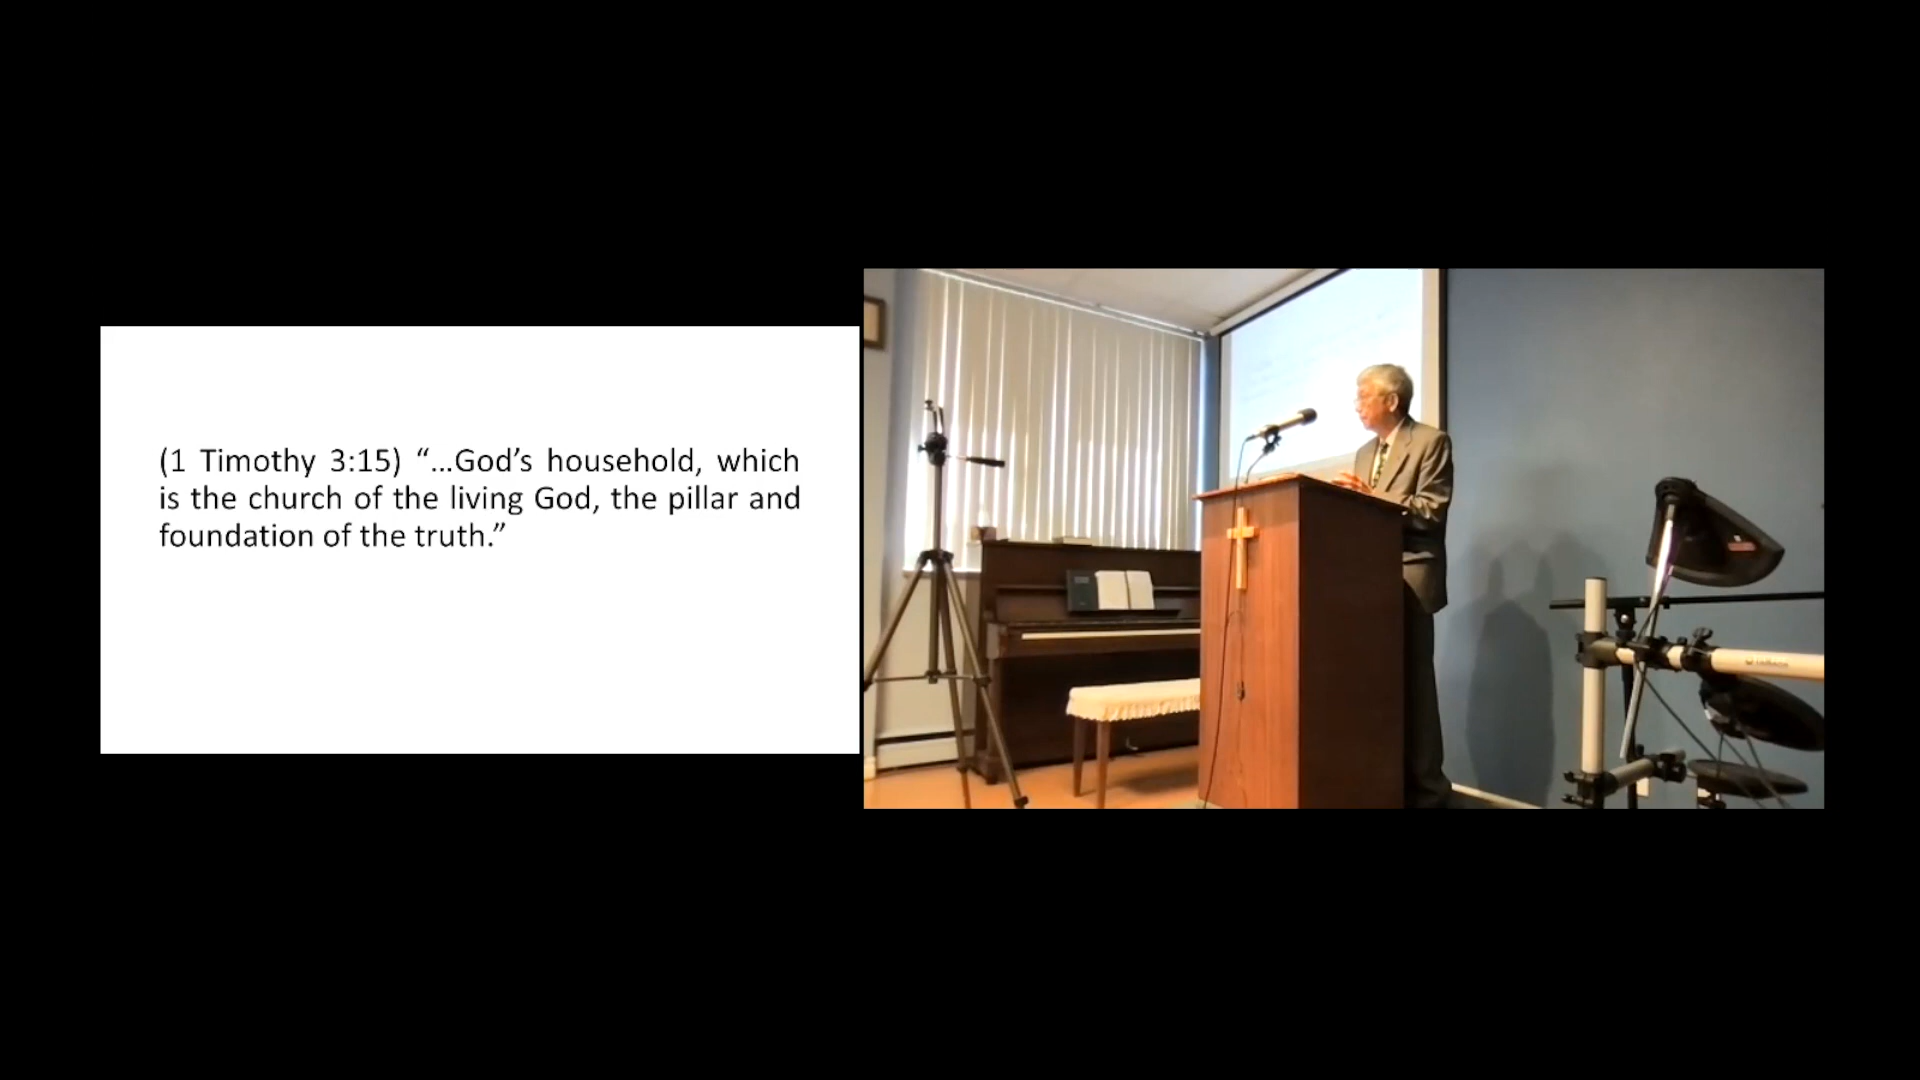 (1 Timothy 3:15) “...God’s household, which
is the church of the living God, the pillar and
foundation of the truth.”